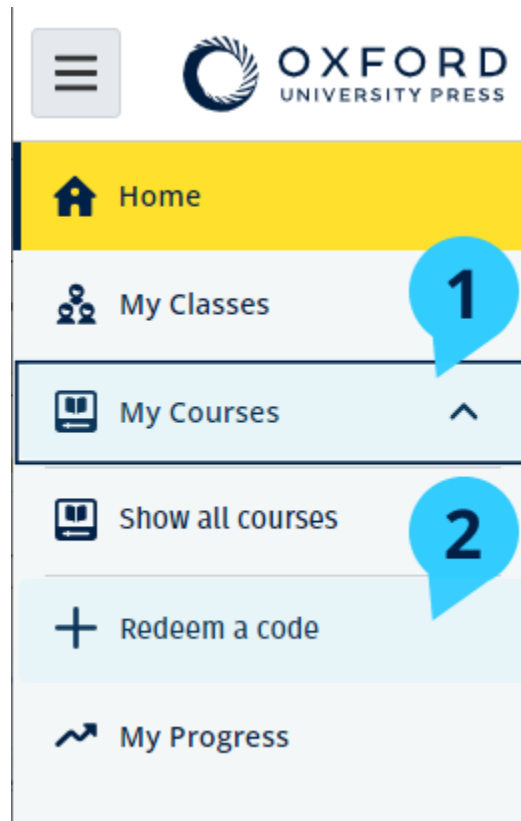 OXFORD
UNIVERSITY PRESS
Home
My Classes
1
My Courses
Show all courses
2
Redeem a code
My Progress